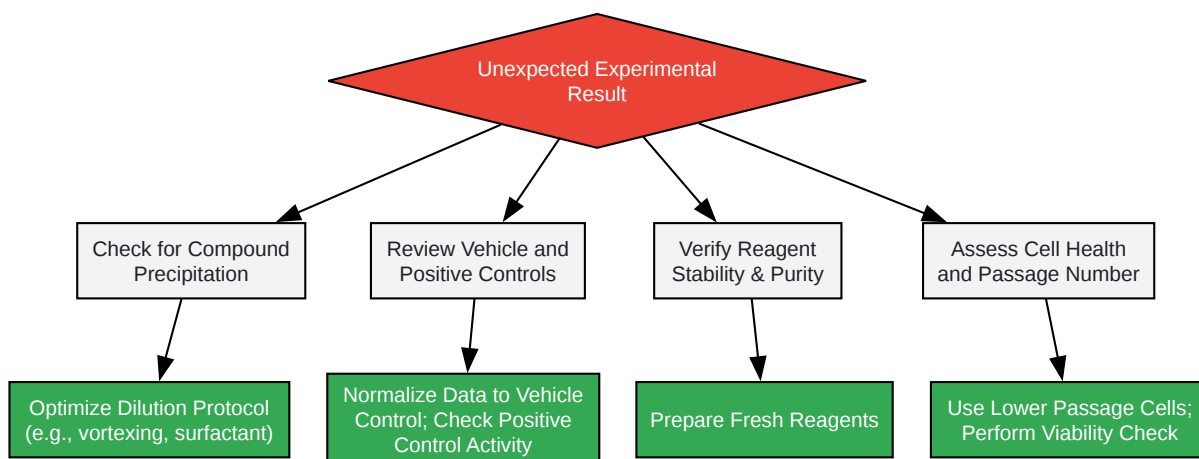 Unexpected Experimental
Result
Check for Compound
Precipitation
Review Vehicle and
Positive Controls
Verify Reagent
Stability & Purity
Assess Cell Health
and Passage Number
Optimize Dilution Protocol
(e.g., vortexing, surfactant)
Normalize Data to Vehicle
Control; Check Positive
Control Activity
Prepare Fresh Reagents
Use Lower Passage Cells;
Perform Viability Check